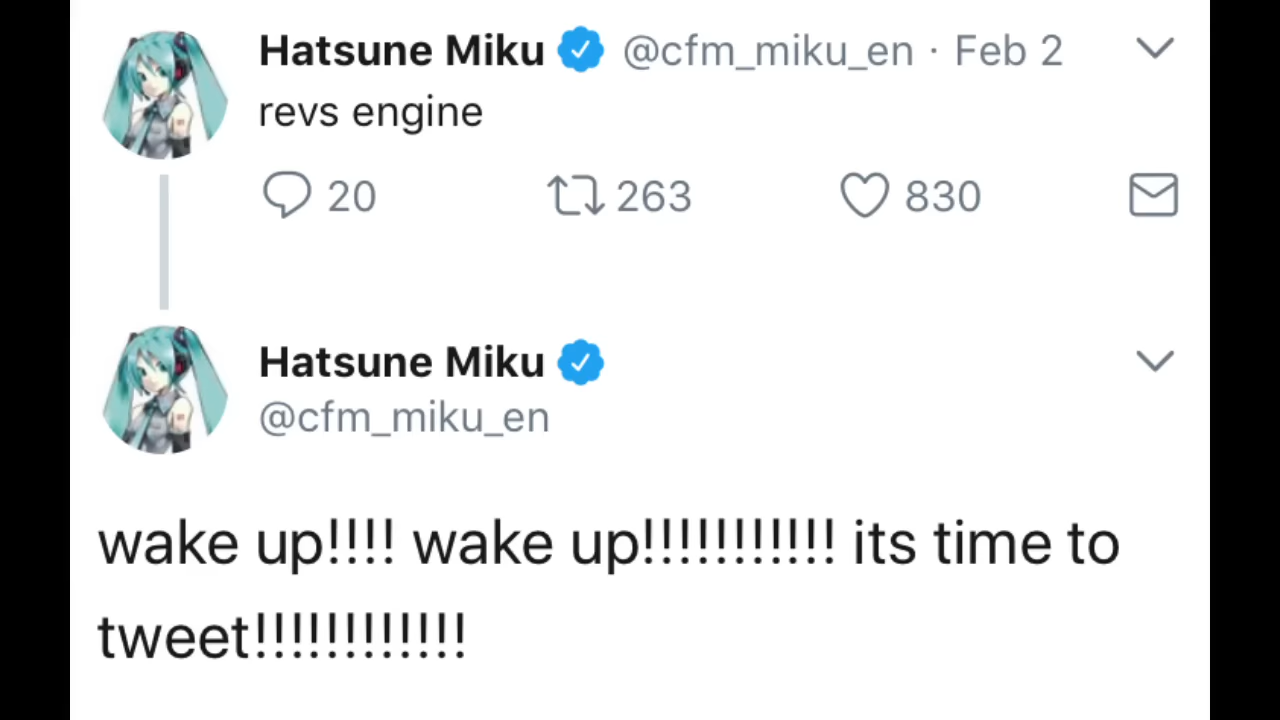 Hatsune Miku @cfm_miku_en · Feb 2
revs engine
20 263 830
Hatsune Miku
@cfm_miku_en
wake up!!!! wake up!!!!!!!!!!! its time to
tweet!!!!!!!!!!!!